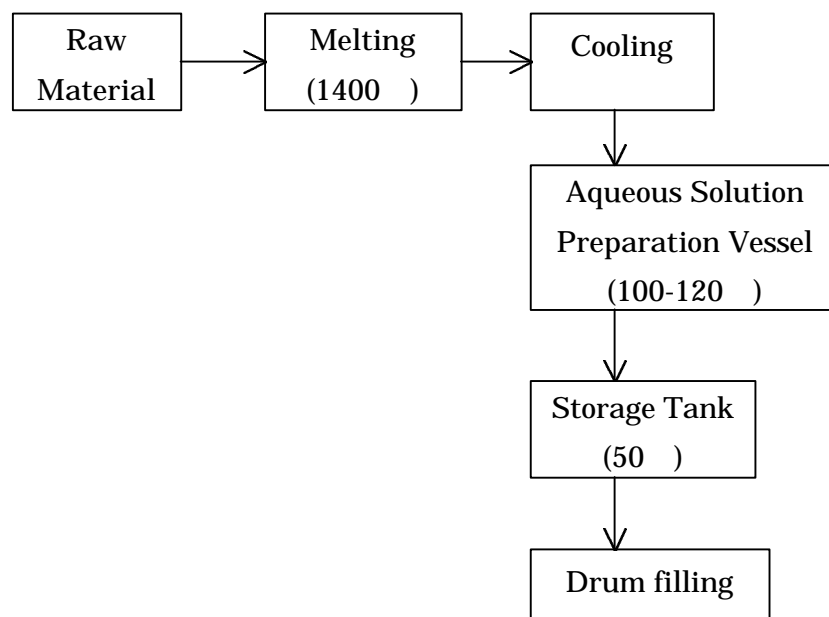 Raw
Material
Melting
(1400 )
Cooling
Aqueous Solution
Preparation Vessel
(100-120 )
Storage Tank
(50 )
Drum filling